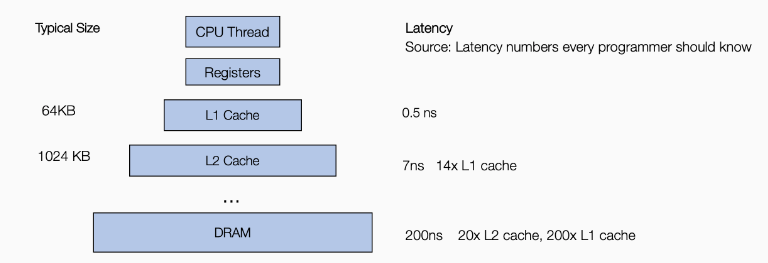 Typical Size
CPU Thread
Latency
Source: Latency numbers every programmer should know
Registers
64KB
L1 Cache
0.5 ns
1024 KB
L2 Cache
7ns 14x L1 cache
...
DRAM
200ns 20x L2 cache, 200x L1 cache